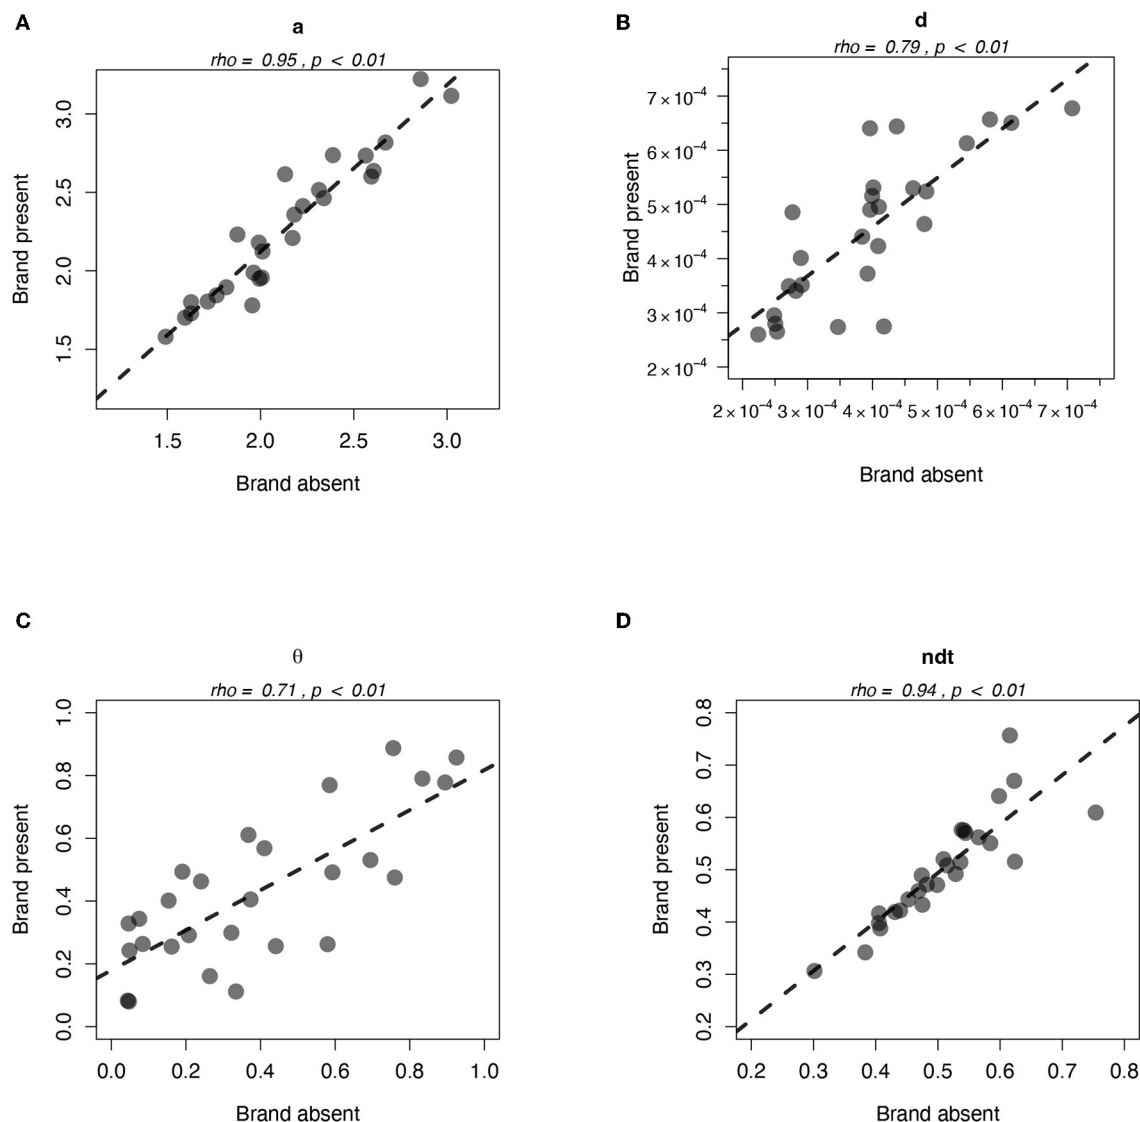 A
a
rho = 0.95 , p < 0.01
Brand present
1.5 2.0 2.5 3.0
1.5 2.0 2.5 3.0
Brand absent
B
d
rho = 0.79 , p < 0.01
Brand present
7 × 10⁻⁴
6 × 10⁻⁴
5 × 10⁻⁴
4 × 10⁻⁴
3 × 10⁻⁴
2 × 10⁻⁴
2 × 10⁻⁴ 3 × 10⁻⁴ 4 × 10⁻⁴ 5 × 10⁻⁴ 6 × 10⁻⁴ 7 × 10⁻⁴
Brand absent
C
θ
rho = 0.71 , p < 0.01
Brand present
0.0 0.2 0.4 0.6 0.8 1.0
0.0 0.2 0.4 0.6 0.8 1.0
Brand absent
D
ndt
rho = 0.94 , p < 0.01
Brand present
0.2 0.3 0.4 0.5 0.6 0.7 0.8
0.2 0.3 0.4 0.5 0.6 0.7 0.8
Brand absent